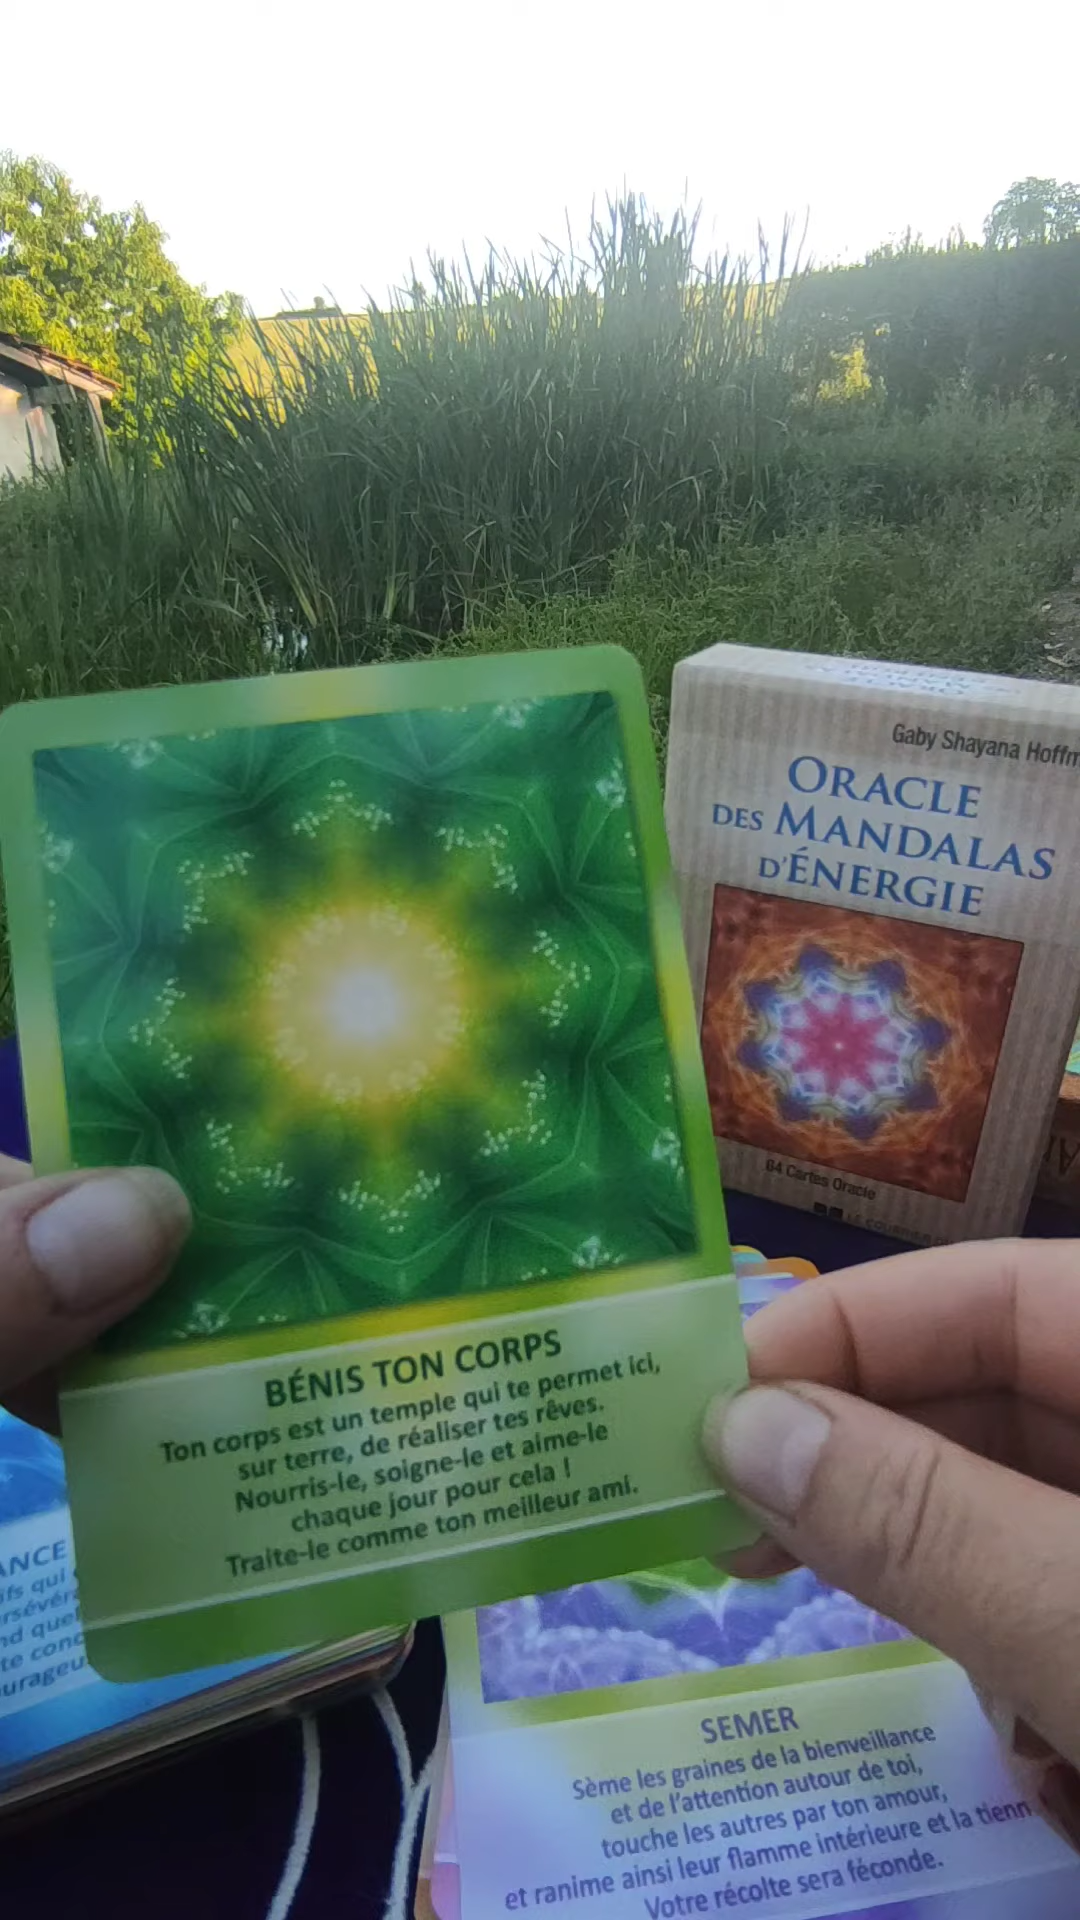 Gaby Shayana
ORACLE
DES MANDALAS
D'ÉNERGIE
64 Cartes Oracle
BÉNIS TON CORPS
Ton corps est un temple qui te permet ici,
sur terre, de réaliser tes rêves.
Nourris-le, soigne-le et aime-le
chaque jour pour cela !
Traite-le comme ton meilleur ami.
SEMER
Sème les graines de la bienveillance
et de l'attention autour de toi,
touche les autres par ton amour,
et ranime ainsi leur flamme intérieure et la tienn
Votre récolte sera féconde.